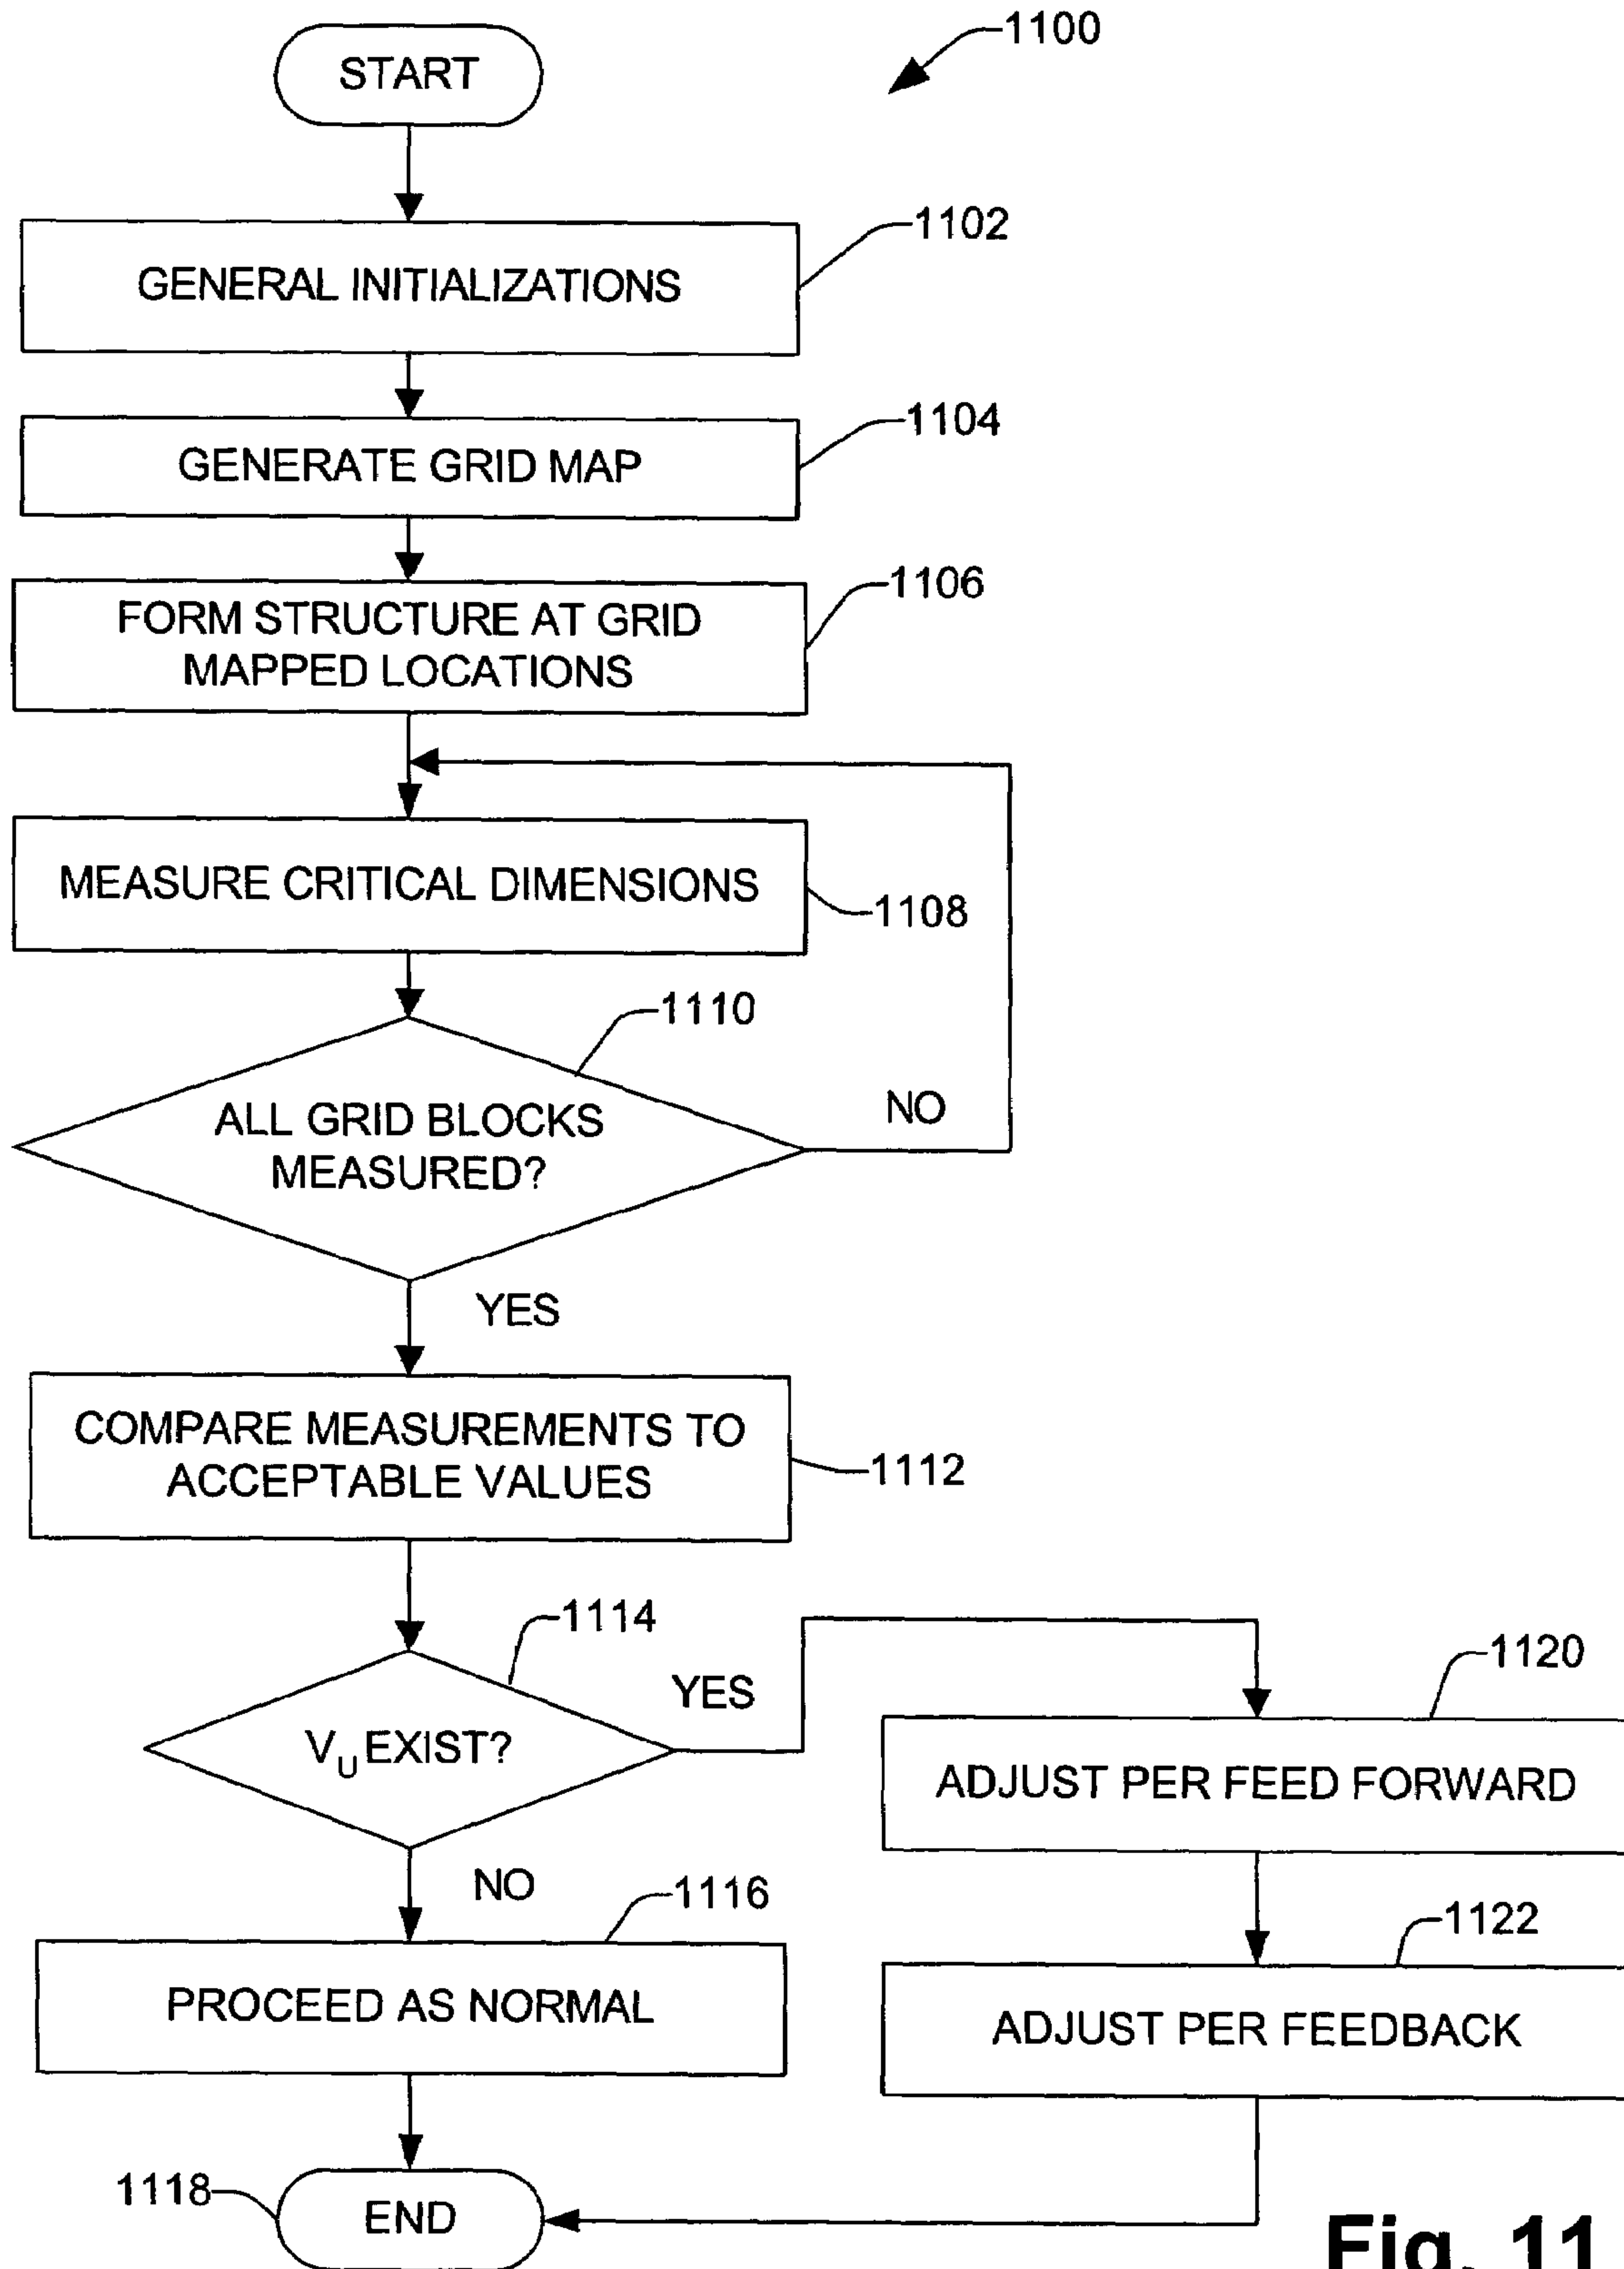 1100
START
1102
GENERAL INITIALIZATIONS
1104
GENERATE GRID MAP
1106
FORM STRUCTURE AT GRID
MAPPED LOCATIONS
MEASURE CRITICAL DIMENSIONS
1108
1110
ALL GRID BLOCKS
MEASURED?
NO
YES
COMPARE MEASUREMENTS TO
ACCEPTABLE VALUES
1112
1114
VU EXIST?
YES
1120
ADJUST PER FEED FORWARD
NO
1116
PROCEED AS NORMAL
1122
ADJUST PER FEEDBACK
1118
END
Fig. 11